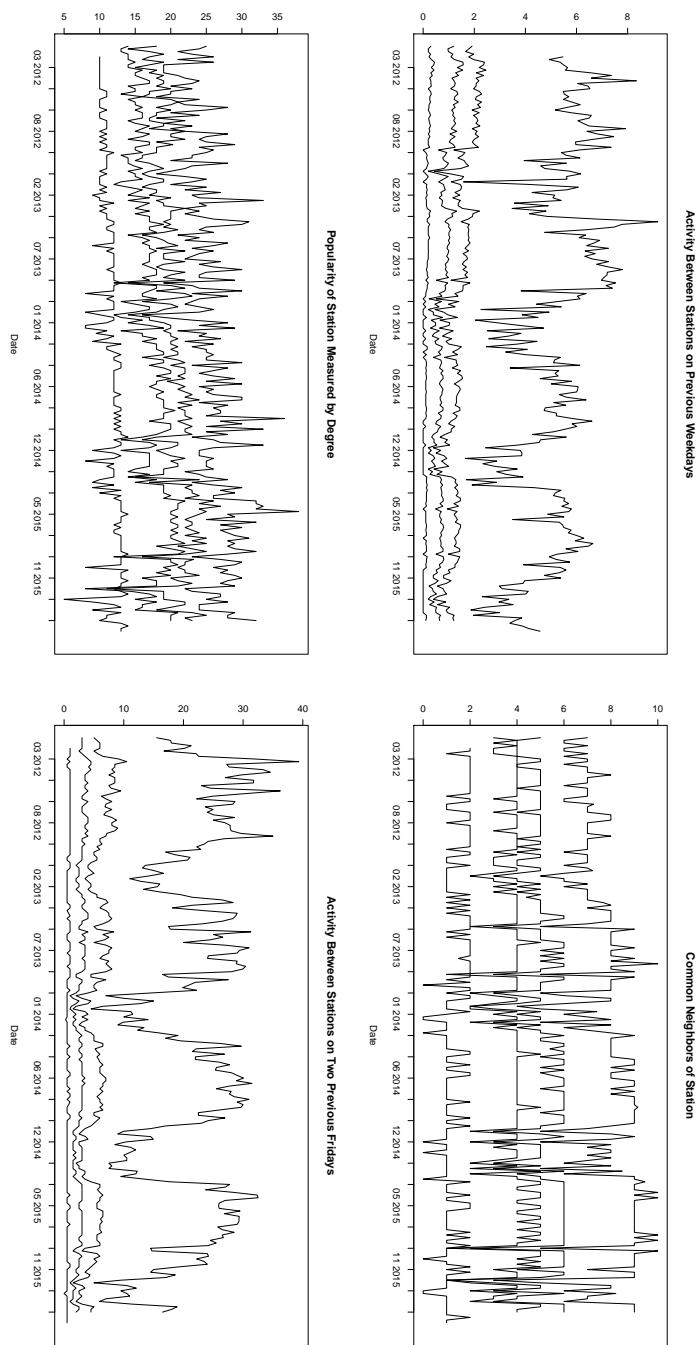 Activity Between Stations on Previous Weekdays
8
6
4
2
0
03 2012 08 2012 02 2013 07 2013 01 2014 06 2014 12 2014 05 2015 11 2015
Date
Common Neighbors of Station
10
8
6
4
2
0
03 2012 08 2012 02 2013 07 2013 01 2014 06 2014 12 2014 05 2015 11 2015
Date
Popularity of Station Measured by Degree
35
30
25
20
15
10
5
03 2012 08 2012 02 2013 07 2013 01 2014 06 2014 12 2014 05 2015 11 2015
Date
Activity Between Stations on Two Previous Fridays
40
30
20
10
0
03 2012 08 2012 02 2013 07 2013 01 2014 06 2014 12 2014 05 2015 11 2015
Date